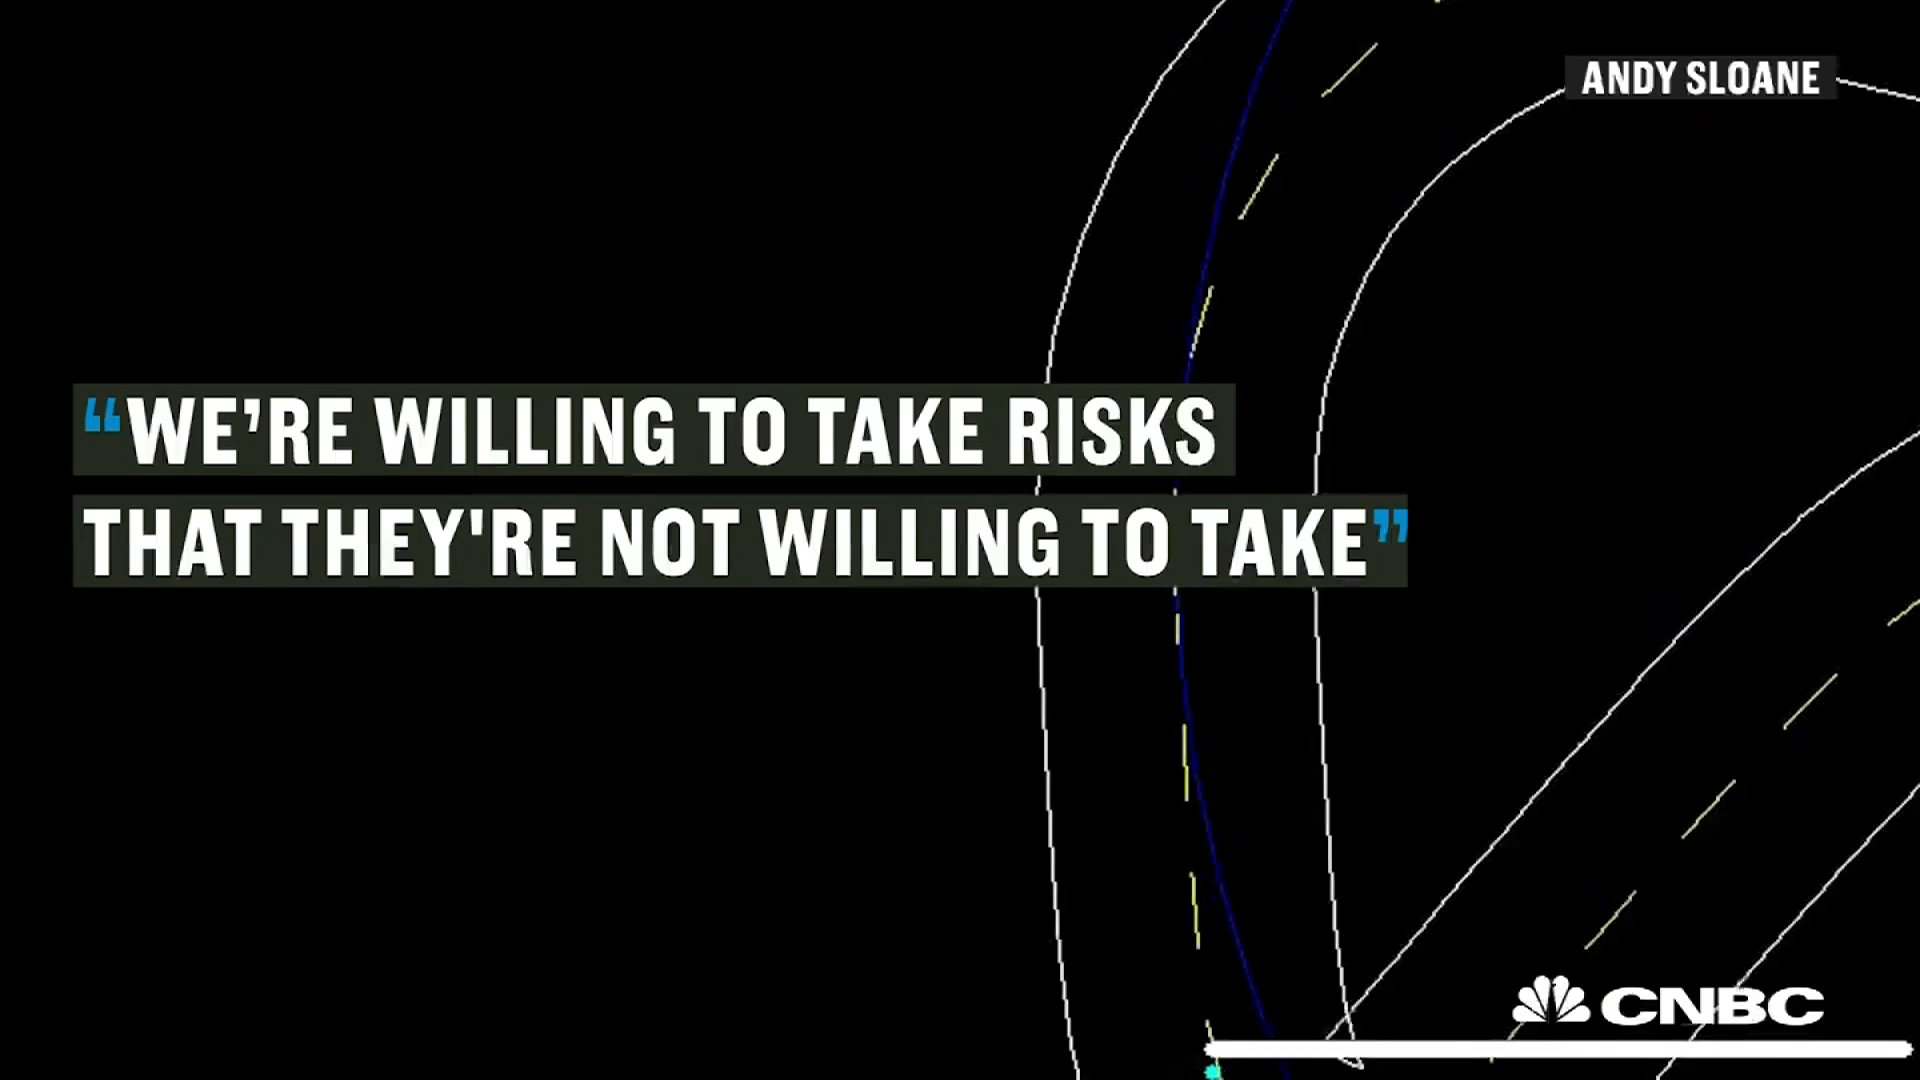 ANDY SLOANE
“WE’RE WILLING TO TAKE RISKS
THAT THEY'RE NOT WILLING TO TAKE”
CNBC